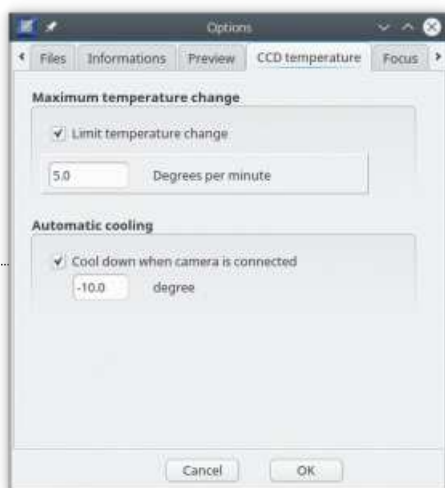 Options
Files Informations Preview CCD temperature Focus
Maximum temperature change
Limit temperature change
5.0 Degrees per minute
Automatic cooling
Cool down when camera is connected
-10.0 degree
Cancel OK